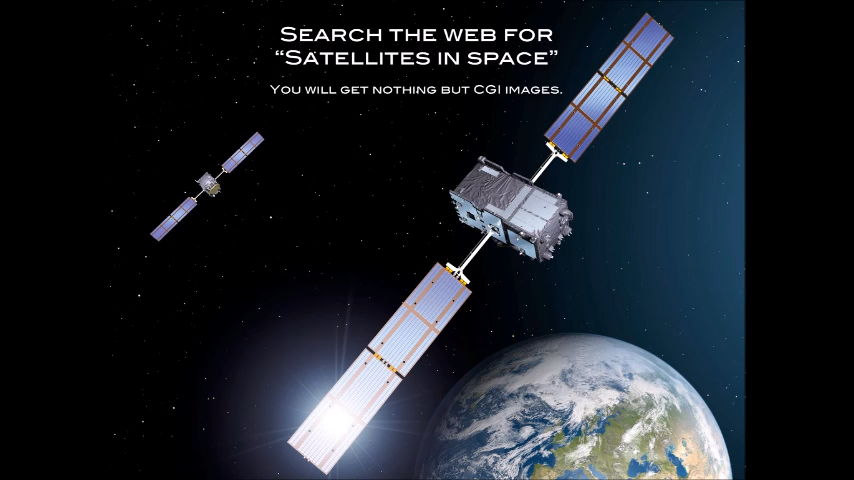 Search the web for
“Satellites in space”
You will get nothing but CGI images.